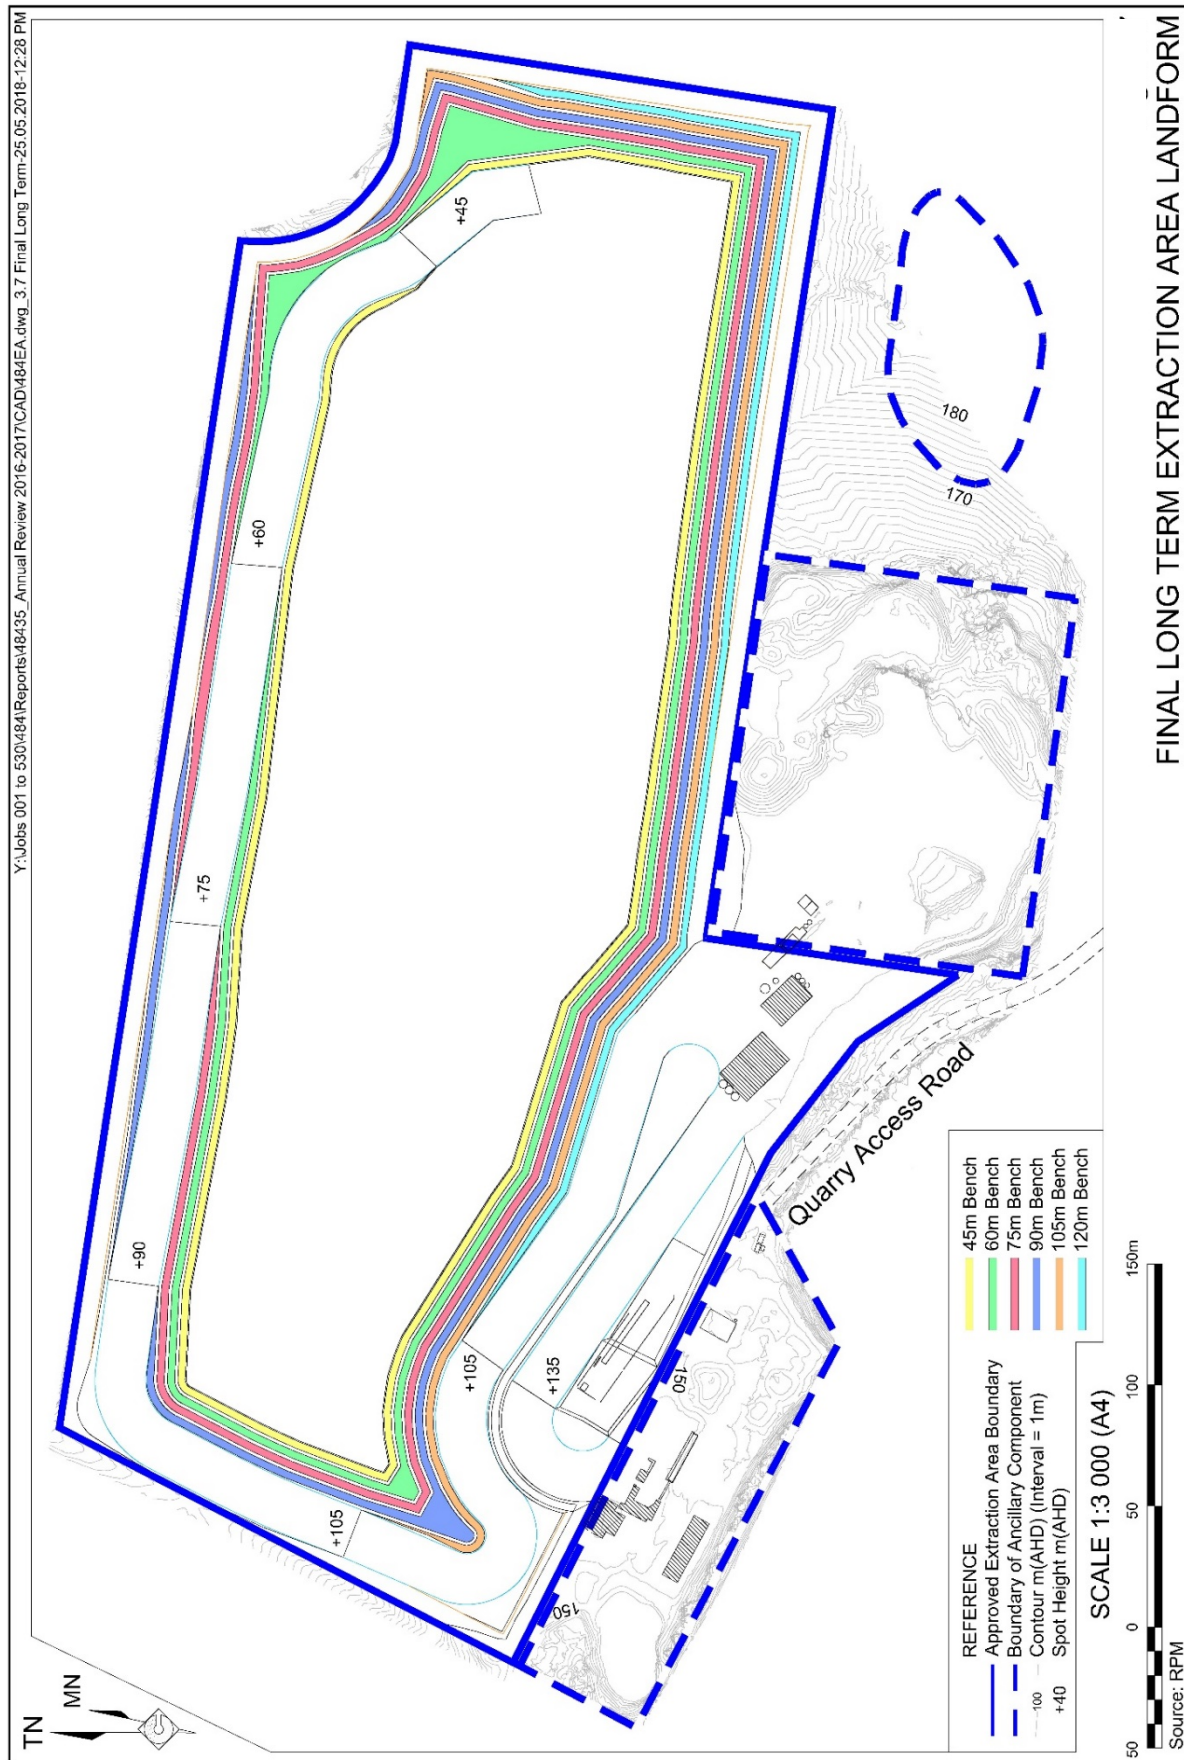 Y:\Jobs 001 to 530\484\Reports\48435_Annual Review 2016-2017\CAD\484EA.dwg_3.7 Final Long Term-25.05.2018-12:28 PM
TN
MN
+45
+60
+75
+90
+105
+105
+135
180
170
150
150
Quarry Access Road
REFERENCE
Approved Extraction Area Boundary
Boundary of Ancillary Component
100 Contour m(AHD) (Interval = 1m)
+40 Spot Height m(AHD)
45m Bench
60m Bench
75m Bench
90m Bench
105m Bench
120m Bench
SCALE 1:3 000 (A4)
50 0 50 100 150m
Source: RPM
FINAL LONG TERM EXTRACTION AREA LANDFORM